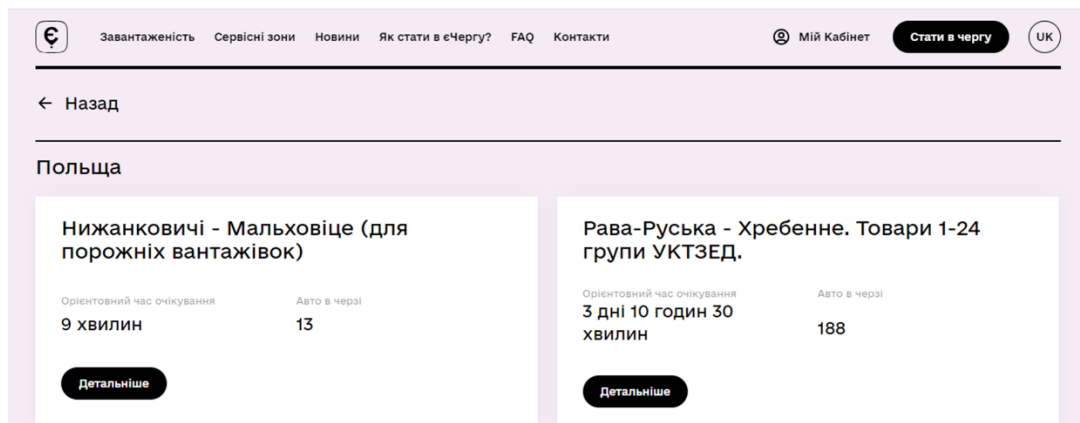 Є Завантаженість Сервісні зони Новини Як стати в єЧергу? FAQ Контакти Мій Кабінет Стати в чергу UK
← Назад
Польща
Нижанковичі - Мальховіце (для
порожніх вантажівок)
Орієнтовний час очікування Авто в черзі
9 хвилин 13
Детальніше
Рава-Руська - Хребенне. Товари 1-24
групи УКТЗЕД.
Орієнтовний час очікування Авто в черзі
3 дні 10 годин 30
хвилин 188
Детальніше